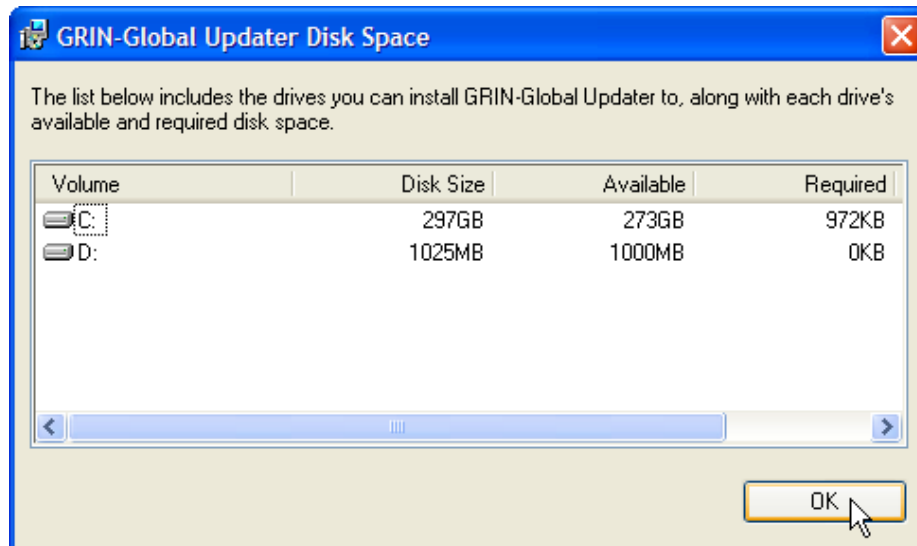 GRIN-Global Updater Disk Space
The list below includes the drives you can install GRIN-Global Updater to, along with each drive's
available and required disk space.
Volume Disk Size Available Required
C: 297GB 273GB 972KB
D: 1025MB 1000MB 0KB
OK